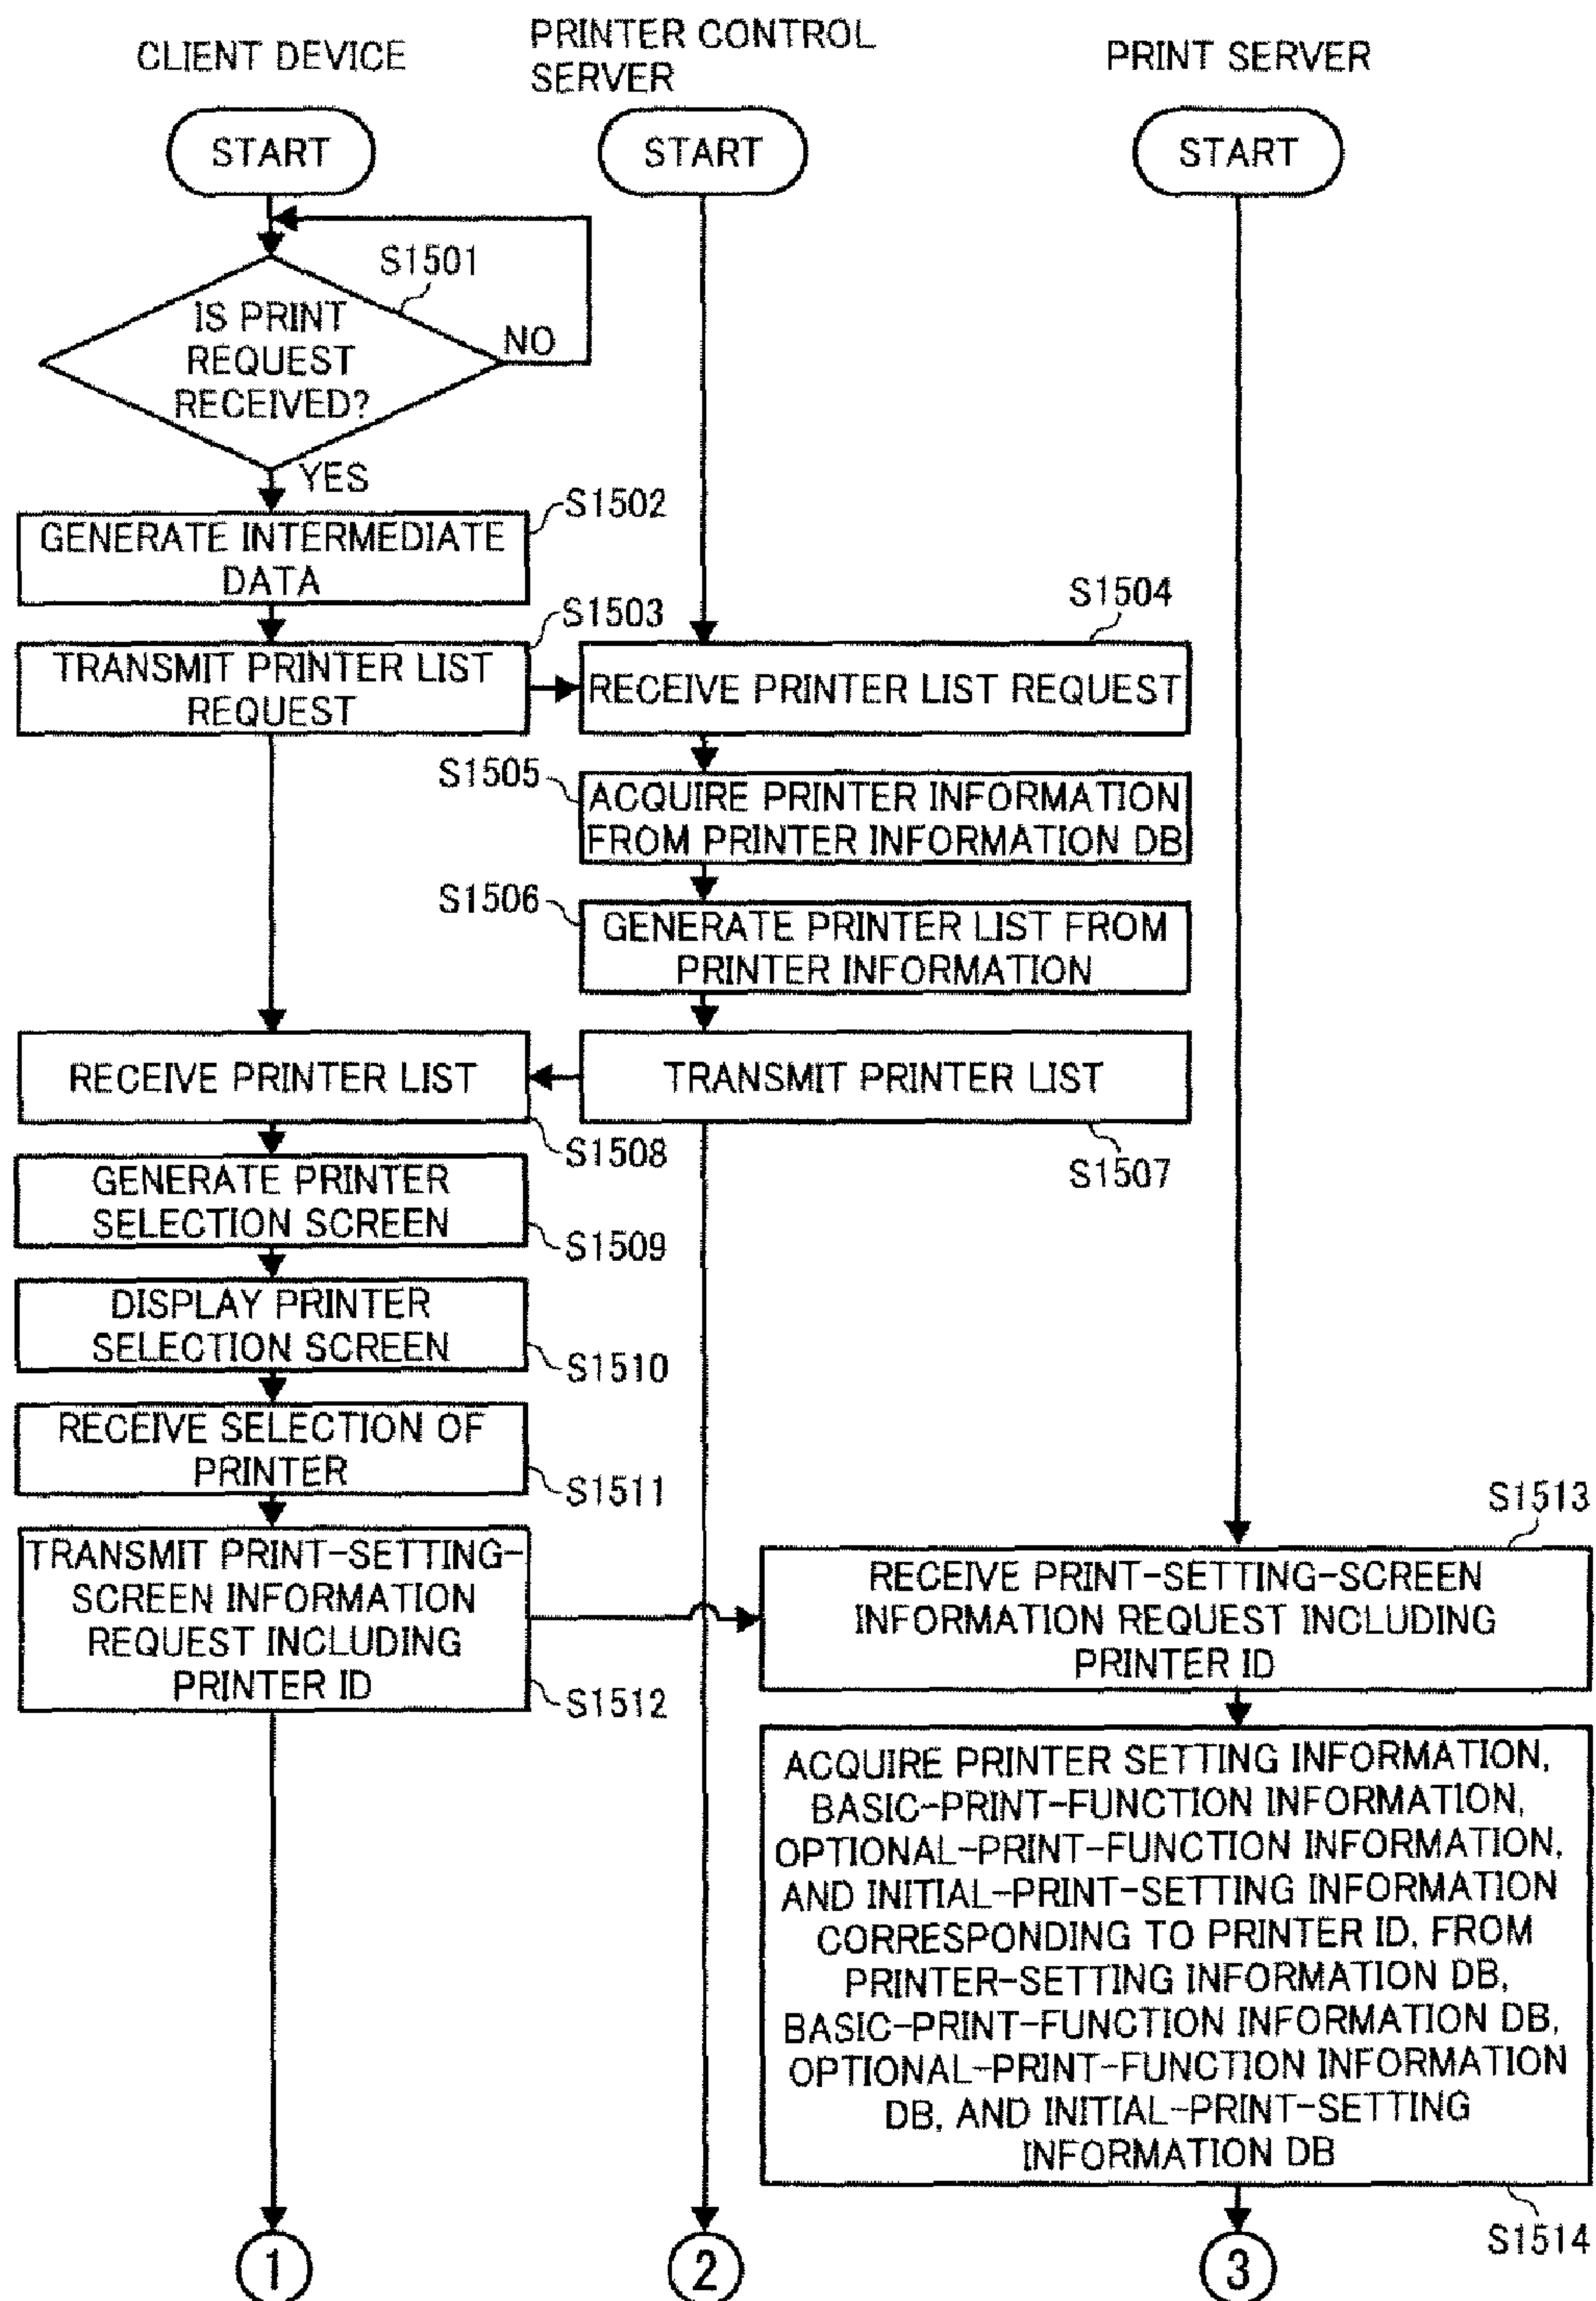 CLIENT DEVICE
PRINTER CONTROL
SERVER
PRINT SERVER
START
START
START
S1501
IS PRINT
REQUEST
RECEIVED?
NO
YES
S1502
GENERATE INTERMEDIATE
DATA
S1503
TRANSMIT PRINTER LIST
REQUEST
S1504
RECEIVE PRINTER LIST REQUEST
S1505
ACQUIRE PRINTER INFORMATION
FROM PRINTER INFORMATION DB
S1506
GENERATE PRINTER LIST FROM
PRINTER INFORMATION
RECEIVE PRINTER LIST
TRANSMIT PRINTER LIST
S1508
S1507
GENERATE PRINTER
SELECTION SCREEN
S1509
DISPLAY PRINTER
SELECTION SCREEN
S1510
RECEIVE SELECTION OF
PRINTER
S1511
TRANSMIT PRINT-SETTING-
SCREEN INFORMATION
REQUEST INCLUDING
PRINTER ID
S1512
S1513
RECEIVE PRINT-SETTING-SCREEN
INFORMATION REQUEST INCLUDING
PRINTER ID
ACQUIRE PRINTER SETTING INFORMATION,
BASIC-PRINT-FUNCTION INFORMATION,
OPTIONAL-PRINT-FUNCTION INFORMATION,
AND INITIAL-PRINT-SETTING INFORMATION
CORRESPONDING TO PRINTER ID, FROM
PRINTER-SETTING INFORMATION DB,
BASIC-PRINT-FUNCTION INFORMATION DB,
OPTIONAL-PRINT-FUNCTION INFORMATION
DB, AND INITIAL-PRINT-SETTING
INFORMATION DB
S1514
1
2
3